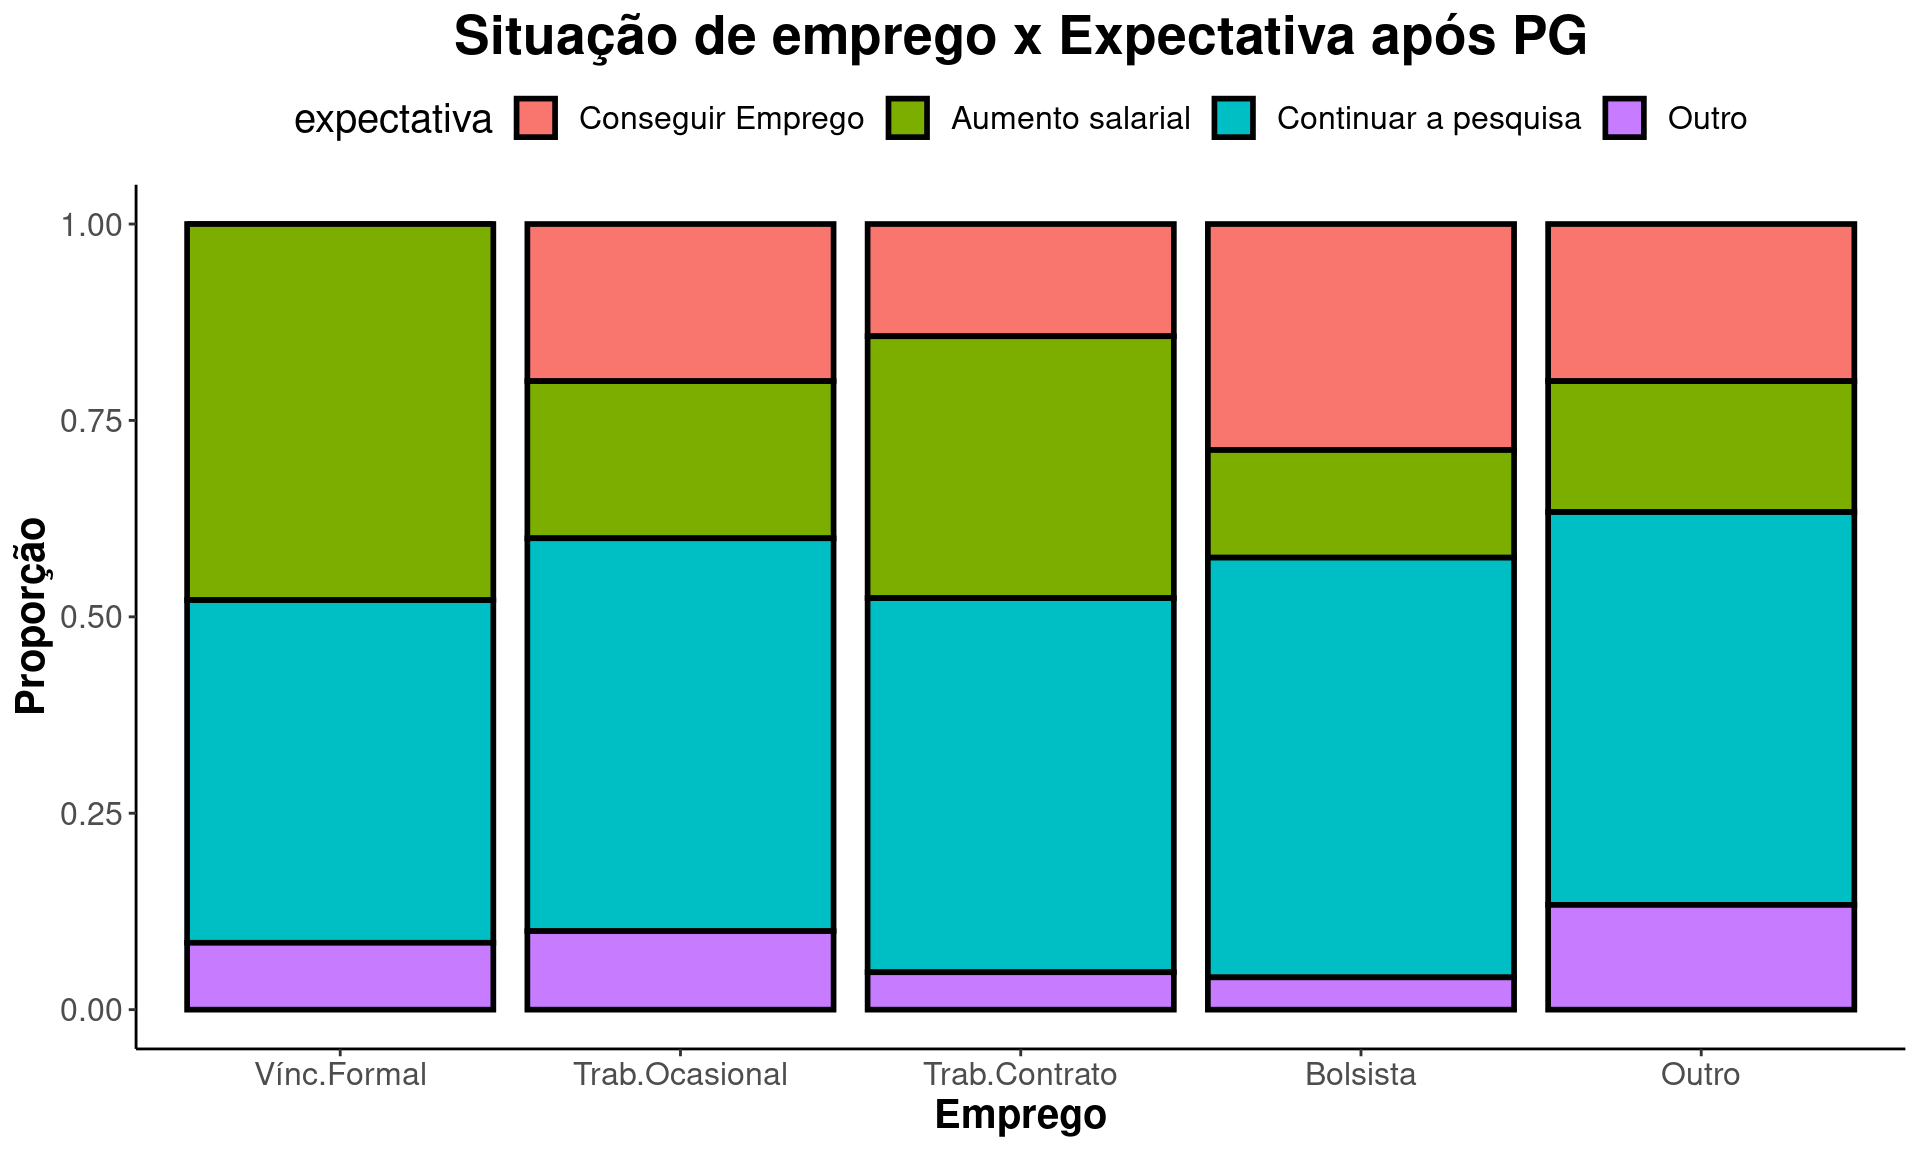 Situação de emprego x Expectativa após PG
expectativa Conseguir Emprego Aumento salarial Continuar a pesquisa Outro
1.00
0.75
0.50
0.25
0.00
Proporção
Vínc.Formal Trab.Ocasional Trab.Contrato Bolsista Outro
Emprego